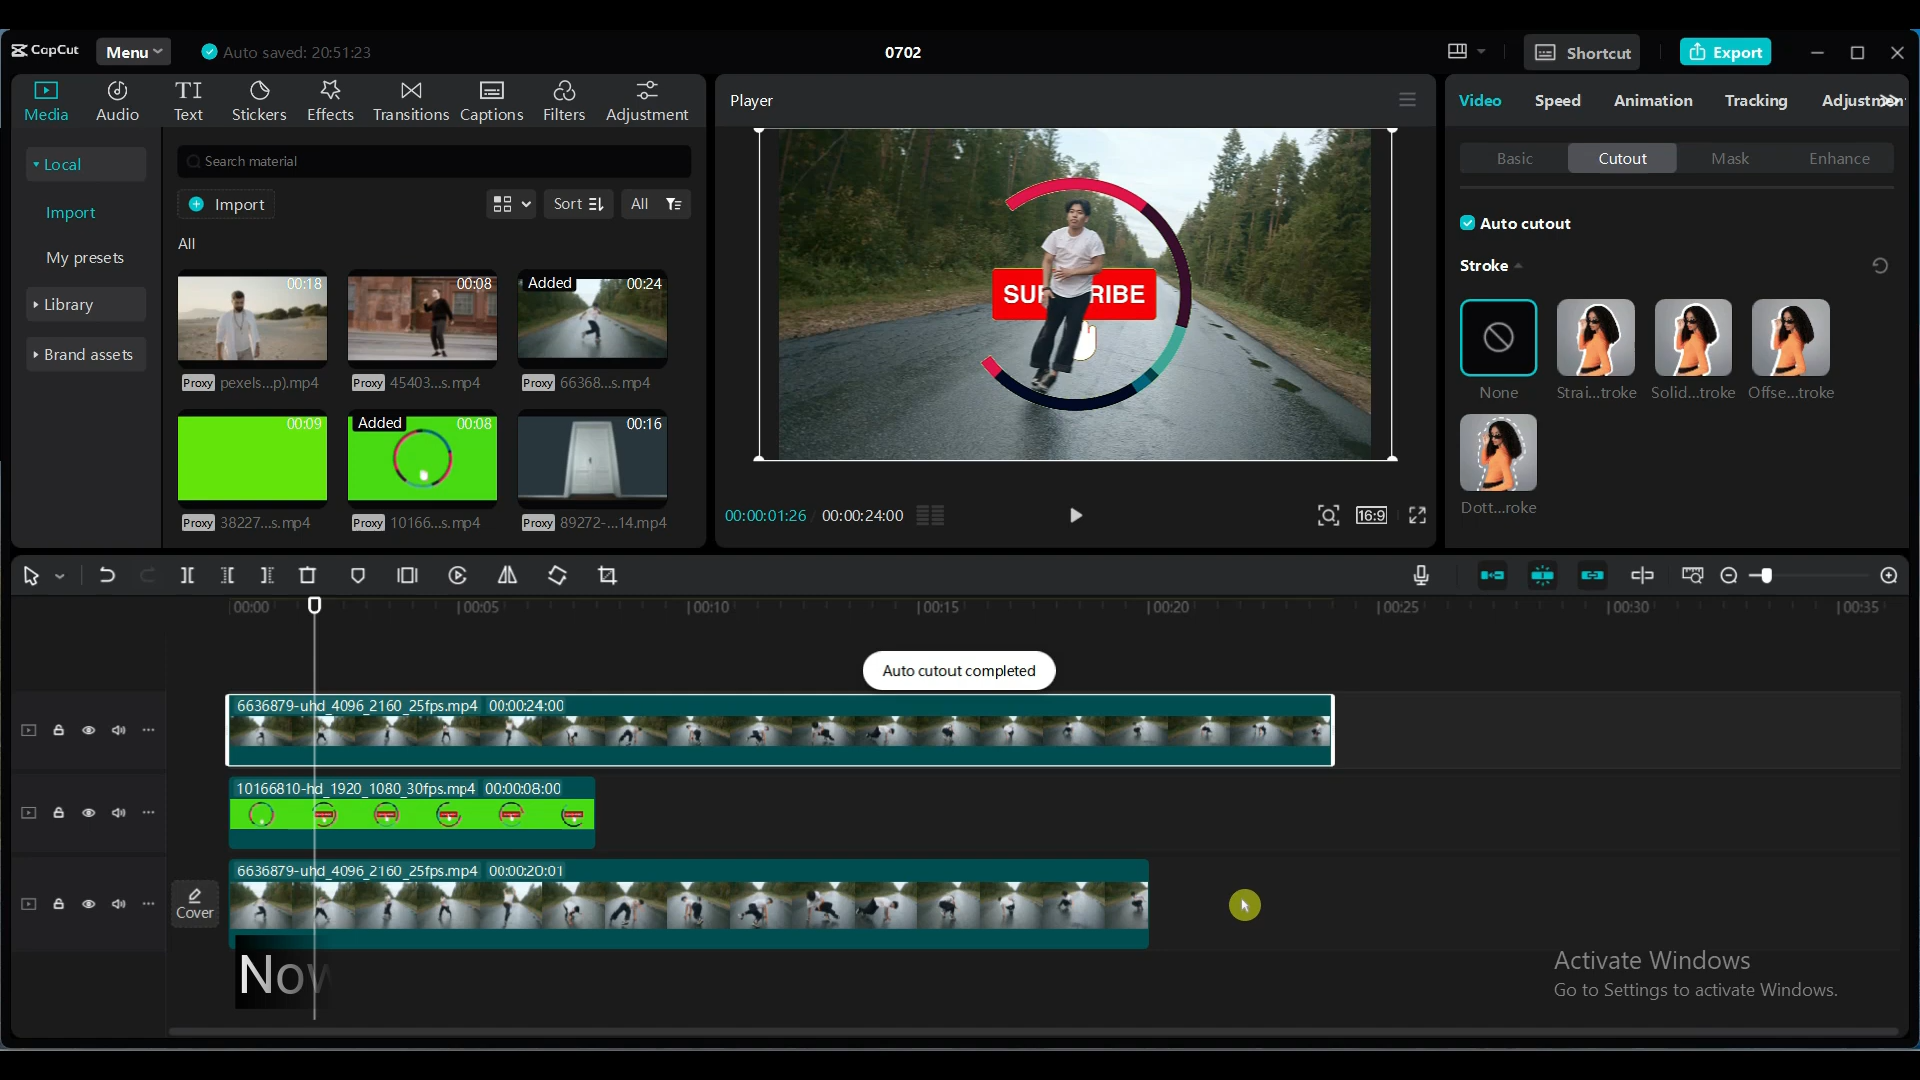 CapCut Menu Auto saved: 20:51:23 0702 Shortcut Export
Media Audio Text Stickers Effects Transitions Captions Filters Adjustment
Local
Import
My presets
Library
Brand assets
Search material
Import Sort All
All
00:18 00:08 Added 00:24
Proxy pexels...p).mp4 Proxy 45403...s.mp4 Proxy 66368...s.mp4
00:09 Added 00:08 00:16
Proxy 38227...s.mp4 Proxy 10166...s.mp4 Proxy 89272-...14.mp4
Player
00:00:01:26 00:00:24:00 16:9
Video Speed Animation Tracking Adjustmen
Basic Cutout Mask Enhance
Auto cutout
Stroke
None Strai...troke Solid...troke Offse...troke
Dott...roke
00:00 00:05 00:10 00:15 00:20 00:25 00:30 00:35
Auto cutout completed
6636879-uhd_4096_2160_25fps.mp4 00:00:24:00
10166810-hd_1920_1080_30fps.mp4 00:00:08:00
6636879-uhd_4096_2160_25fps.mp4 00:00:20:01
Cover
Now
Activate Windows
Go to Settings to activate Windows.